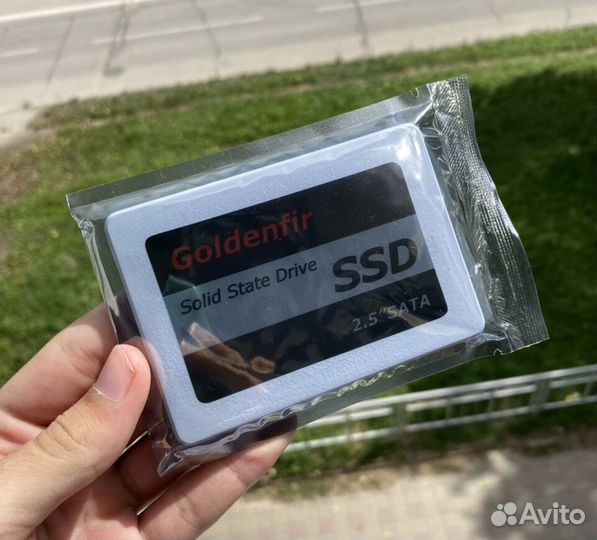 Goldenfir
Solid State Drive SSD
2.5"SATA
Avito